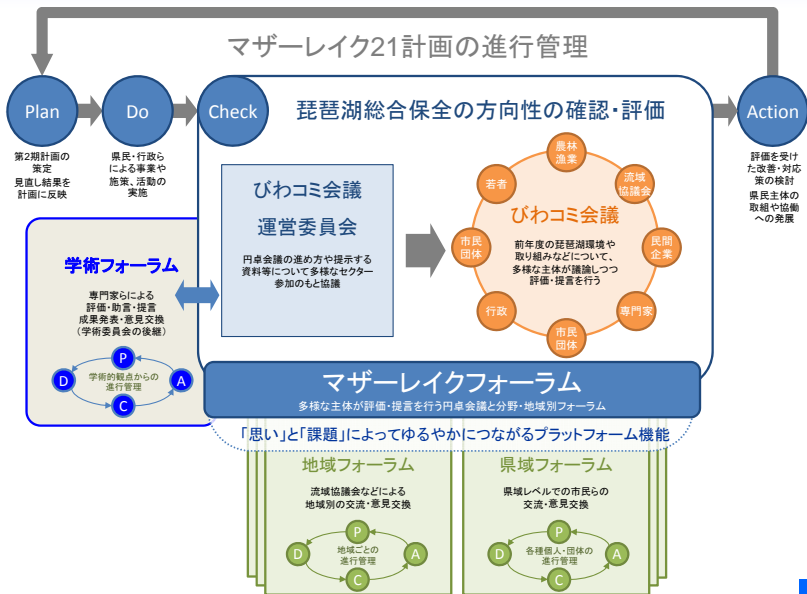 マザーレイク21計画の進行管理
Plan
Do
Check
琵琶湖総合保全の方向性の確認・評価
Action
第2期計画の
策定
見直し結果を
計画に反映
県民・行政ら
による事業や
施策、活動の
実施
評価を受け
た改善・対応
策の検討
県民主体の
取組や協働
への発展
びわコミ会議
運営委員会
円卓会議の進め方や提示する
資料等について多様なセクター
参加のもと協議
農林
漁業
流域
協議会
民間
企業
専門家
市民
団体
行政
市民
団体
若者
びわコミ会議
前年度の琵琶湖環境や
取り組みなどについて、
多様な主体が議論しつつ
評価・提言を行う
学術フォーラム
専門家らによる
評価・助言・提言
成果発表・意見交換
(学術委員会の後継)
P
D
学術的観点からの
進行管理
A
C
マザーレイクフォーラム
多様な主体が評価・提言を行う円卓会議と分野・地域別フォーラム
「思い」と「課題」によってゆるやかにつながるプラットフォーム機能
地域フォーラム
流域協議会などによる
地域別の交流・意見交換
P
D
地域ごとの
進行管理
A
C
県域フォーラム
県域レベルでの市民らの
交流・意見交換
P
D
各種個人・団体の
進行管理
A
C